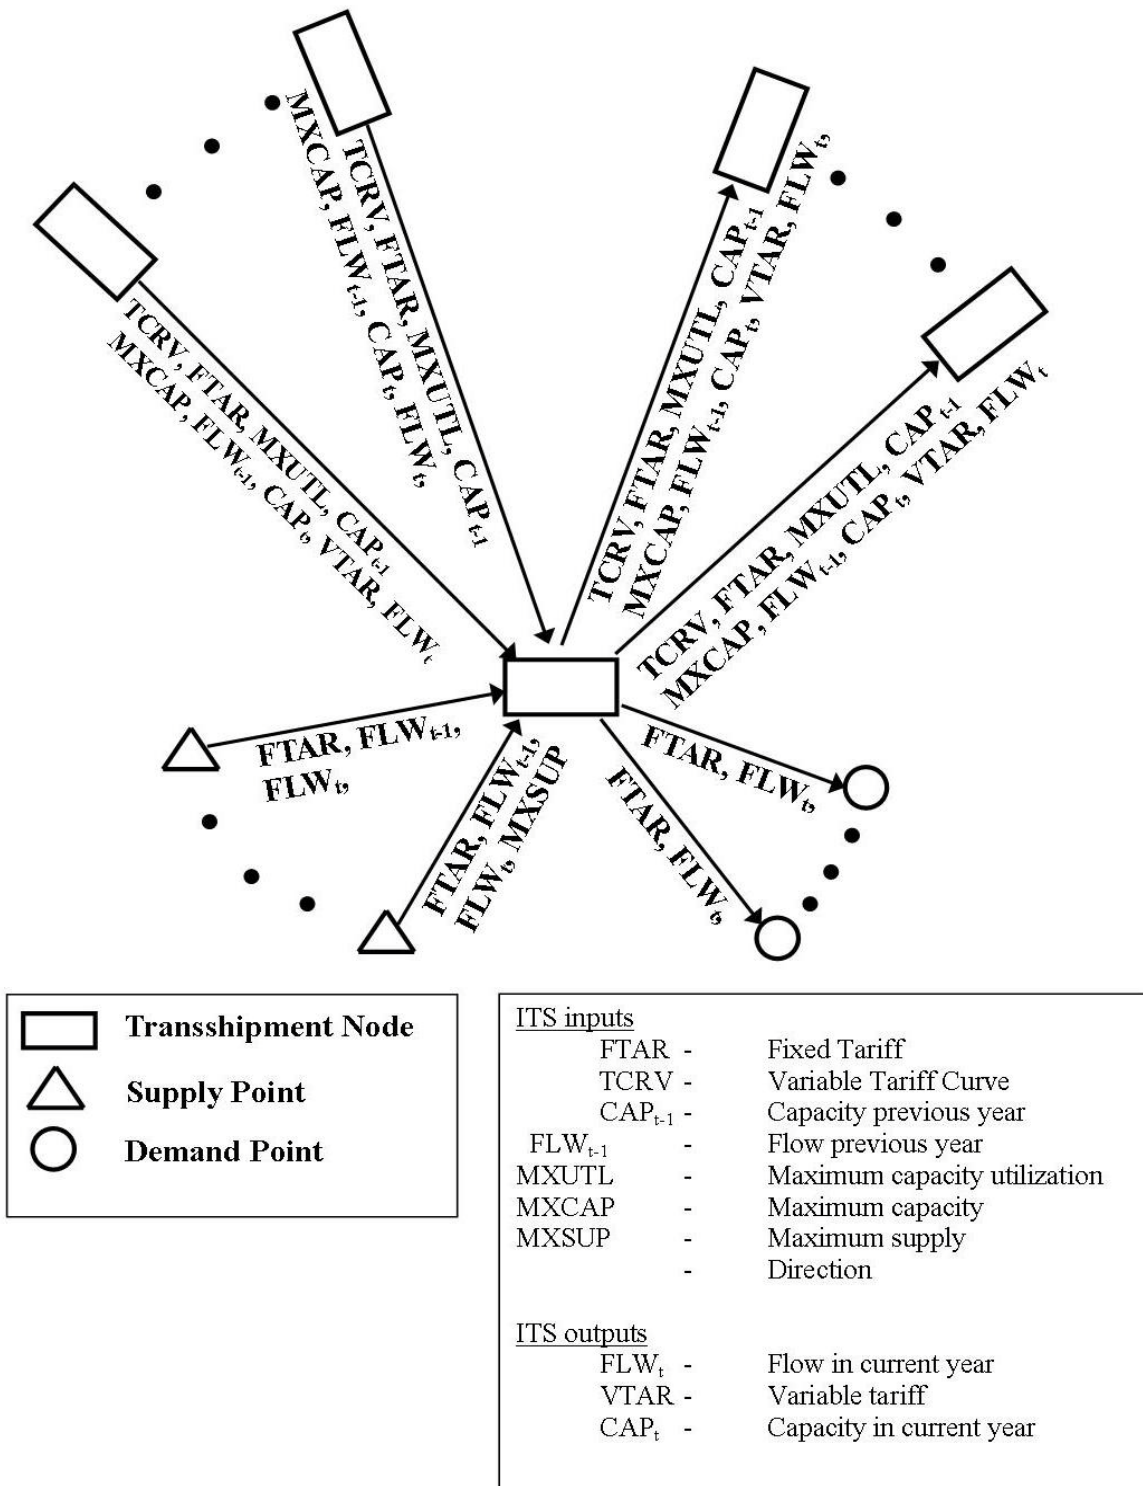 TCRV, FTAR, MXUTL, CAPt-1
MXCAP, FLWt-1, CAPt, FLWt,
TCRV, FTAR, MXUTL, CAPt-1
MXCAP, FLWt-1, CAPt, VTAR, FLWt,
TCRV, FTAR, MXUTL, CAPt-1
MXCAP, FLWt-1, CAPt, VTAR, FLWt
TCRV, FTAR, MXUTL, CAPt-1
MXCAP, FLWt-1, CAPt, VTAR, FLWt
FTAR, FLWt-1,
FLWt,
FTAR, FLWt-1,
FLWt, MXSUP
FTAR, FLWt,
FTAR, FLWt,
Transshipment Node
Supply Point
Demand Point
ITS inputs
FTAR - Fixed Tariff
TCRV - Variable Tariff Curve
CAPt-1 - Capacity previous year
FLWt-1 - Flow previous year
MXUTL - Maximum capacity utilization
MXCAP - Maximum capacity
MXSUP - Maximum supply
- Direction
ITS outputs
FLWt - Flow in current year
VTAR - Variable tariff
CAPt - Capacity in current year